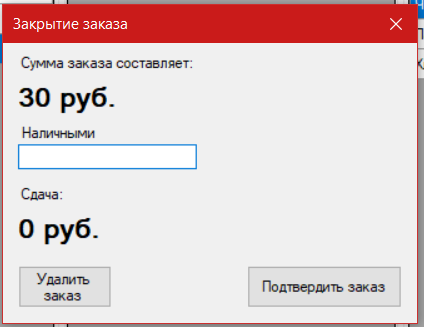 Закрытие заказа
Сумма заказа составляет:
30 руб.
Наличными
Сдача:
0 руб.
Удалить
заказ
Подтвердить заказ